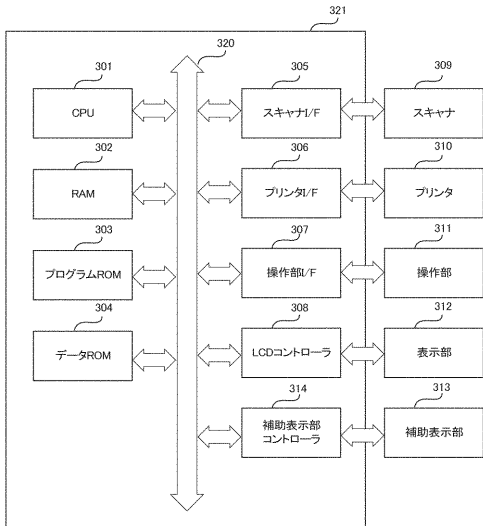 321
320
301
305
309
CPU
スキャナI/F
スキャナ
302
306
310
RAM
プリンタI/F
プリンタ
303
307
311
プログラムROM
操作部I/F
操作部
304
308
312
データROM
LCDコントローラ
表示部
314
313
補助表示部
コントローラ
補助表示部